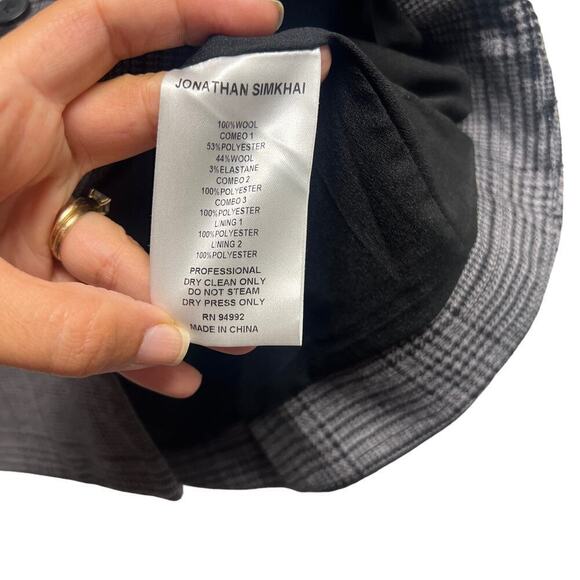 JONATHAN SIMKHAI
100%WOOL
COMBO 1
53%POLYESTER
44%WOOL
3%ELASTANE
COMBO 2
100%POLYESTER
COMBO 3
100%POLYESTER
LINING 1
100%POLYESTER
LINING 2
100%POLYESTER
PROFESSIONAL
DRY CLEAN ONLY
DO NOT STEAM
DRY PRESS ONLY
RN 94992
MADE IN CHINA